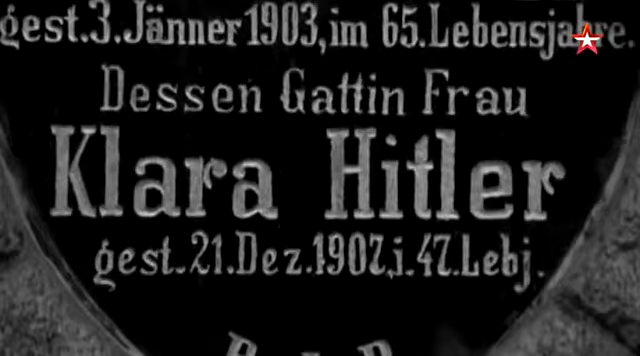 gest.3.Jänner 1903,im 65.Lebensjahre.
Dessen Gattin Frau
Klara Hitler
gest.21.Dez.1907,i.47.Lebj.